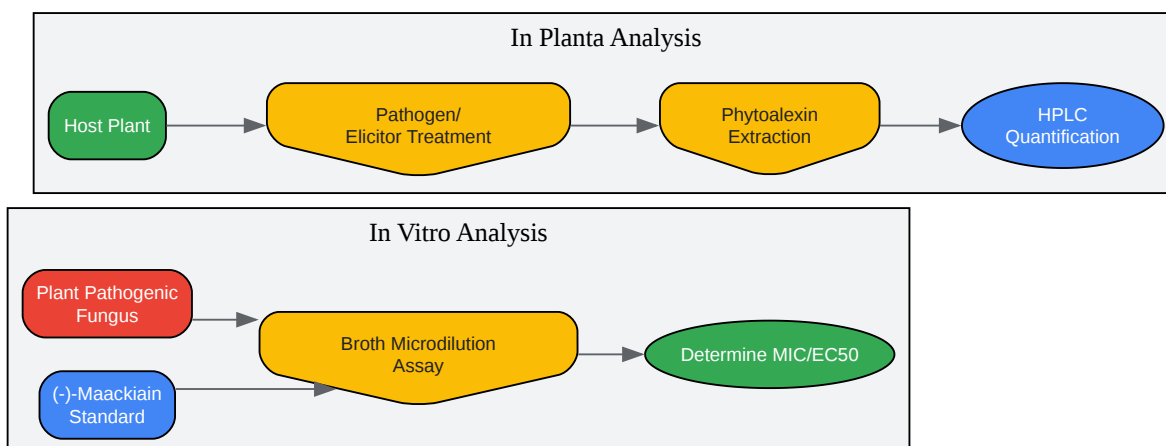 In Planta Analysis
Host Plant
Pathogen/
Elicitor Treatment
Phytoalexin
Extraction
HPLC
Quantification
In Vitro Analysis
Plant Pathogenic
Fungus
(-)-Maackiain
Standard
Broth Microdilution
Assay
Determine MIC/EC50